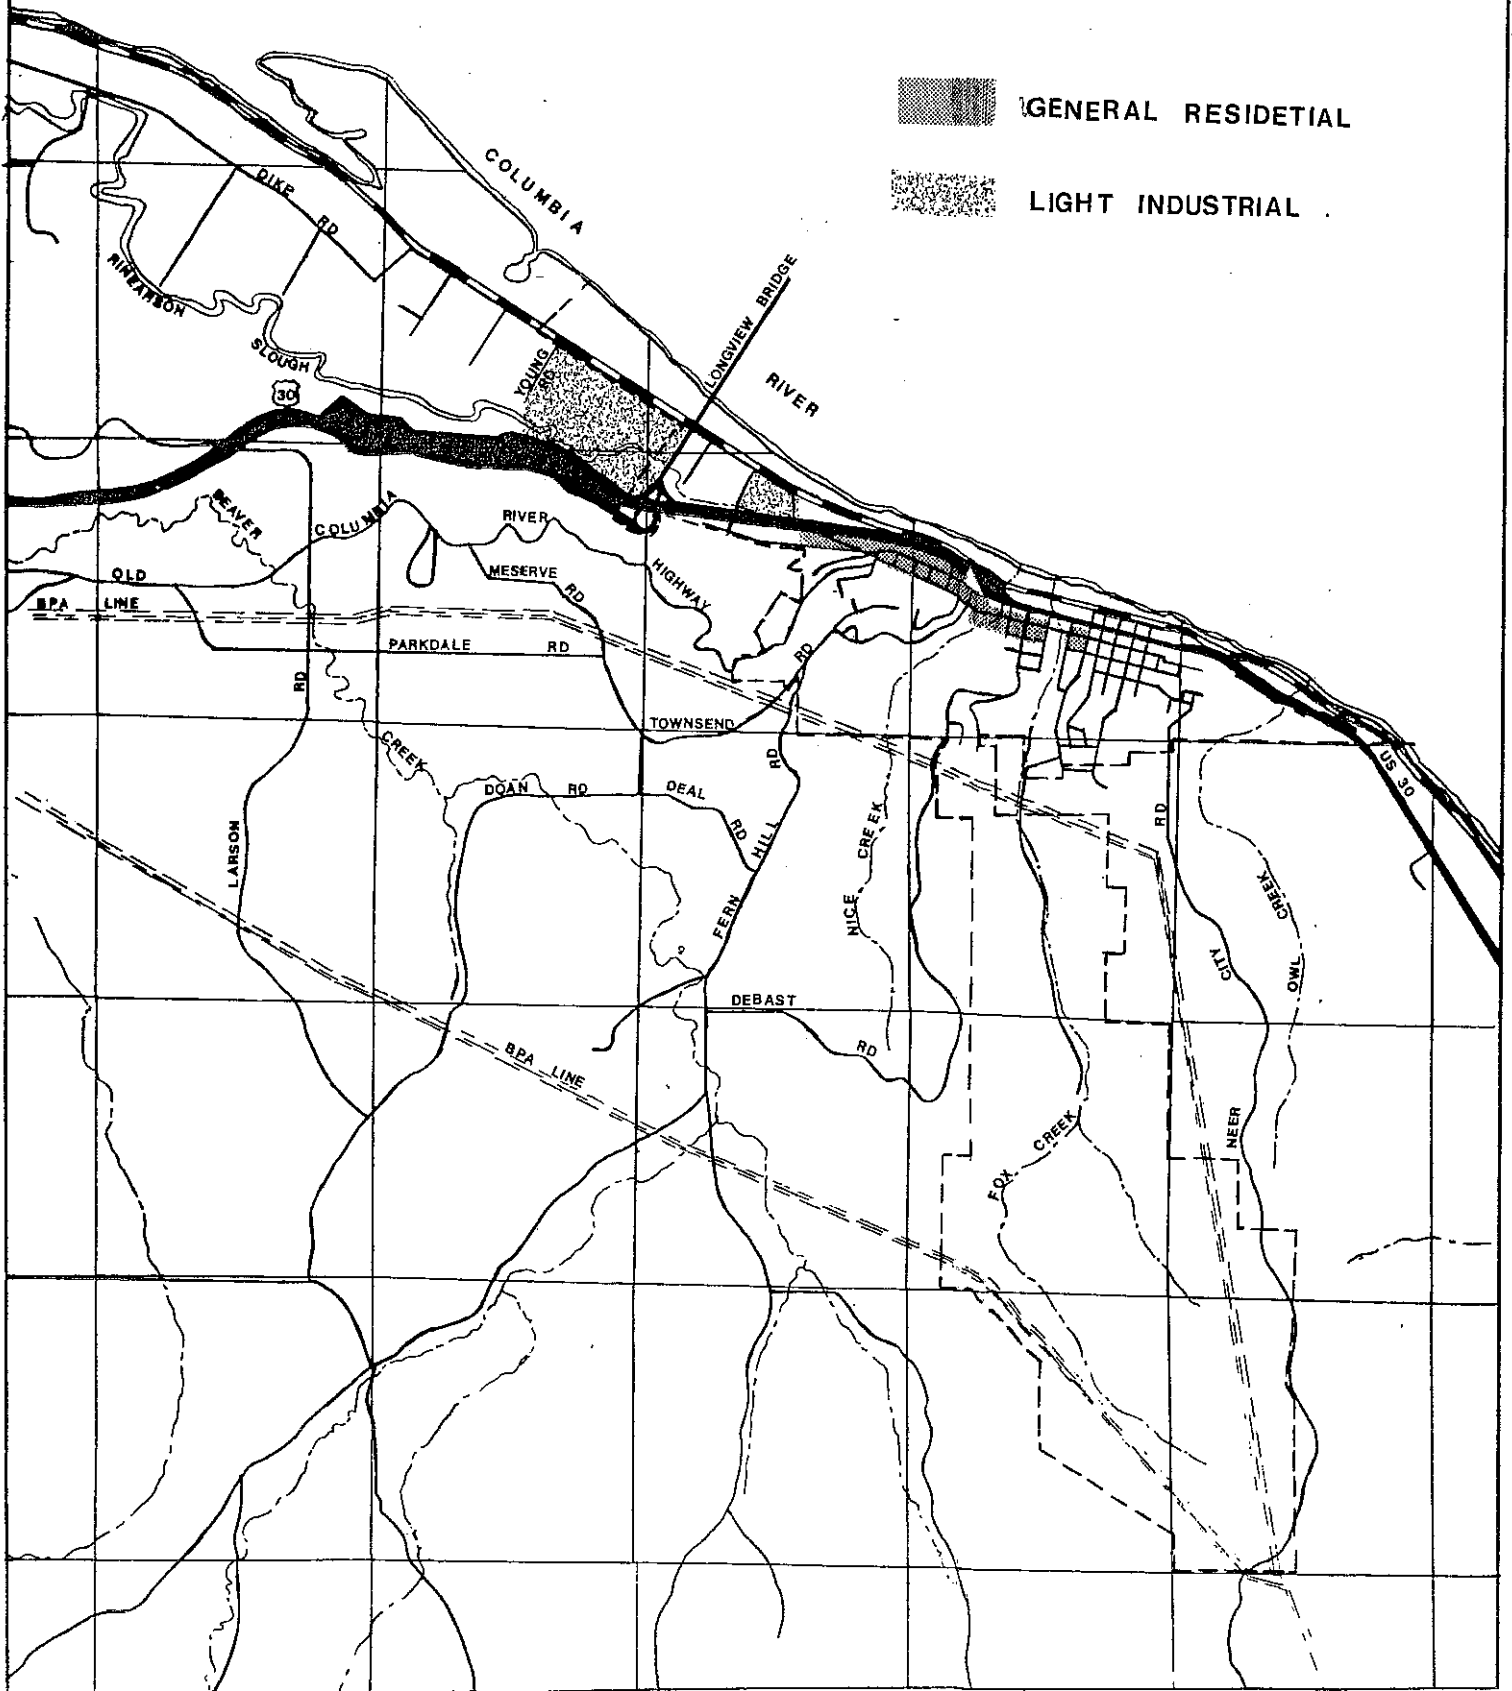 GENERAL RESIDETIAL
LIGHT INDUSTRIAL
COLUMBIA
DIKE
RD
RINEARSON
SLOUGH
LONGVIEW BRIDGE
YOUNG
RD
RIVER
30
BEAVER
COLUMBIA
RIVER
HIGHWAY
OLD
MESERVE
RD
BPA LINE
PARKDALE RD
RD
RD
TOWNSEND
CREEK
RD
US 30
DOAN RD
DEAL
RD
HILL
CREEK
RD
LARSON
FERN
NICE
CREEK
CITY
OWL
DEBAST
RD
BPA LINE
CREEK
NEER
FOX